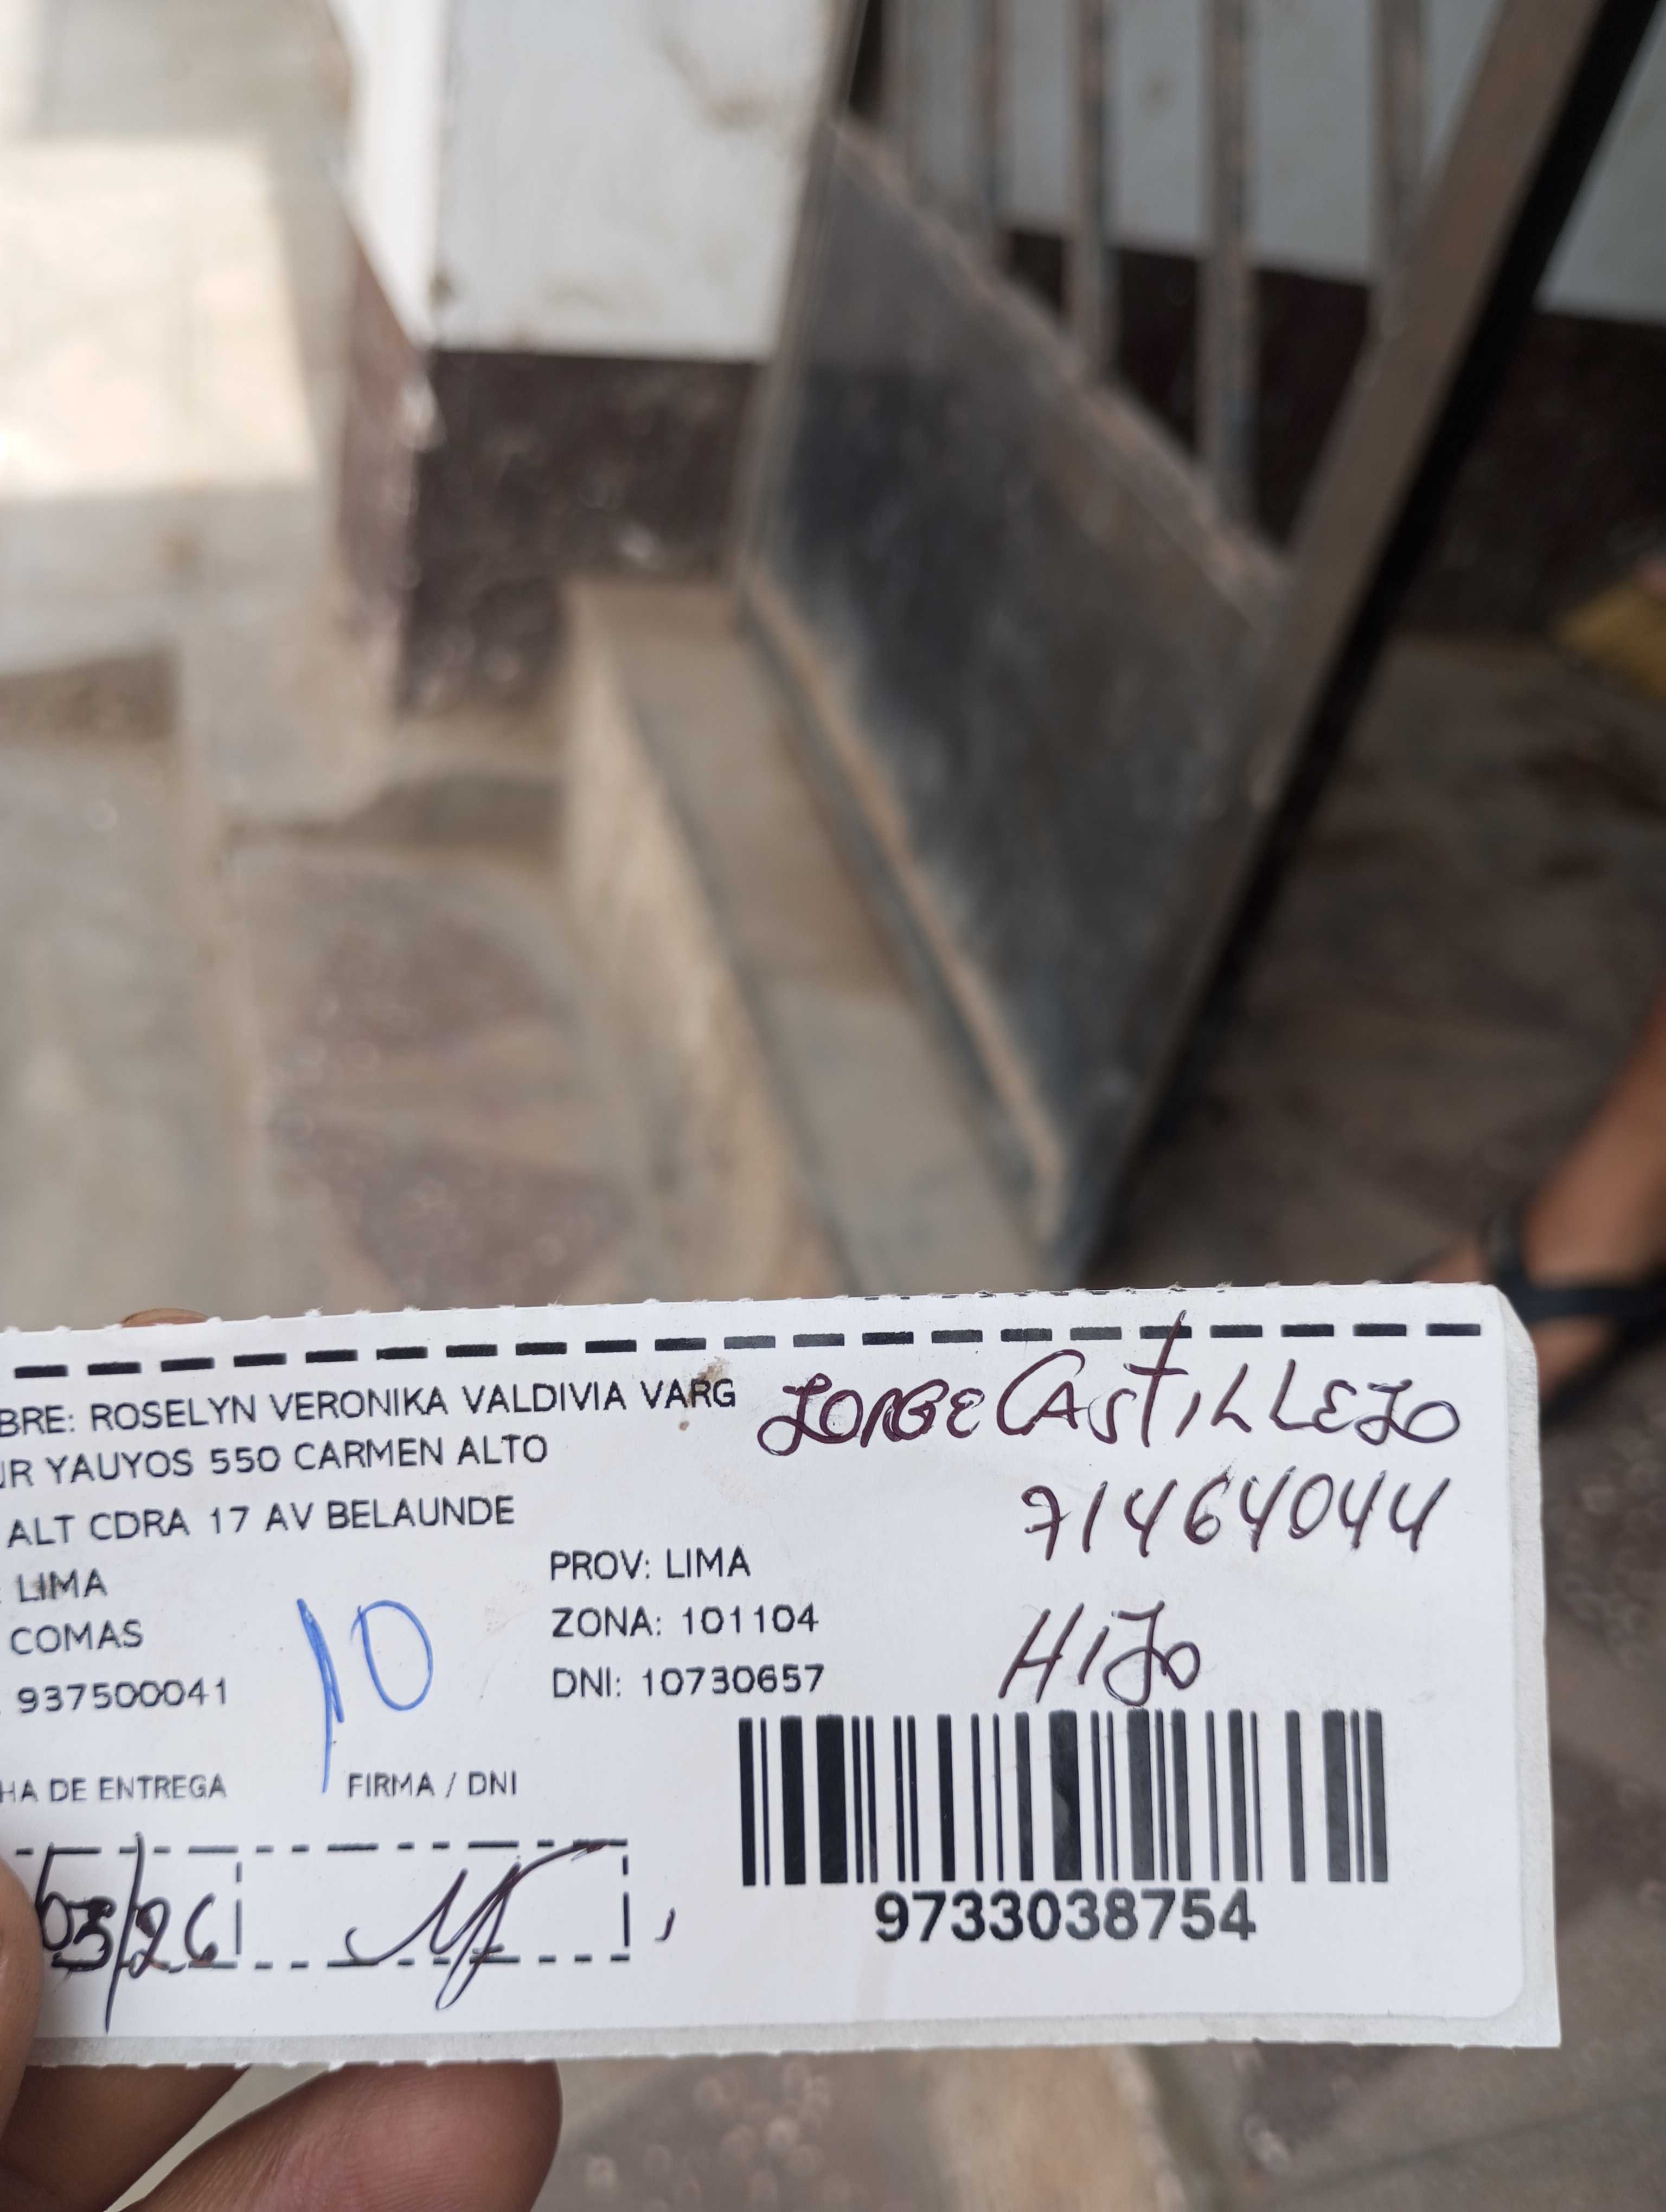 BRE: ROSELYN VERONIKA VALDIVIA VARG
JORGE CASTILLEJO
JR YAUYOS 550 CARMEN ALTO
71464044
ALT CDRA 17 AV BELAUNDE
: LIMA
PROV: LIMA
COMAS
ZONA: 101104
HIJO
937500041
10
DNI: 10730657
HA DE ENTREGA
FIRMA / DNI
03/26
9733038754